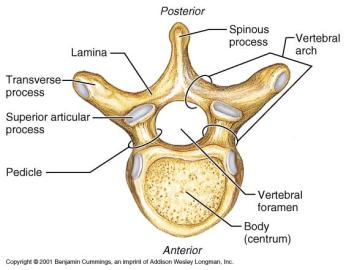 Posterior
Spinous
process
Vertebral
arch
Lamina
Transverse
process
Superior articular
process
Pedicle
Vertebral
foramen
Body
(centrum)
Anterior
Copyright © 2001 Benjamin Cummings, an imprint of Addison Wesley Longman, Inc.